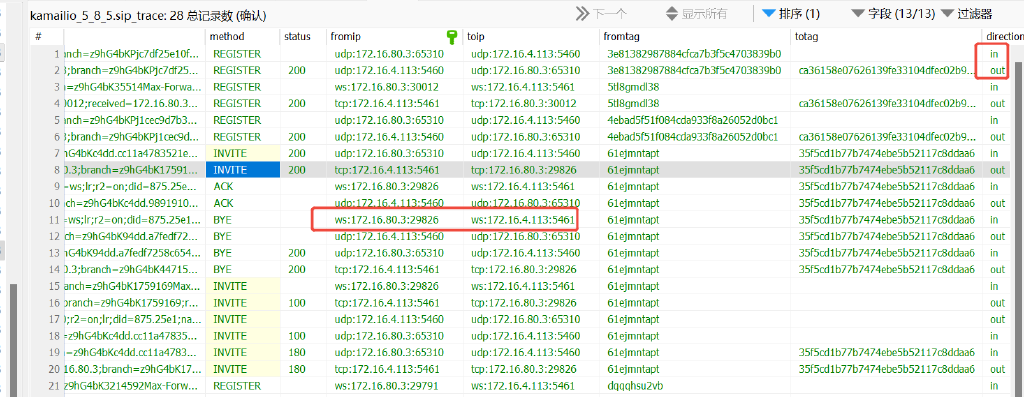 kamailio_5_8_5.sip_trace: 28 总记录数 (确认) 下一个 显示所有 排序 (1) 字段 (13/13) 过滤器
# method status fromip toip fromtag totag direction
1 branch=z9hG4bKPjc7df25e10f... REGISTER udp:172.16.80.3:65310 udp:172.16.4.113:5460 3e81382987884cfca7b3f5c4703839b0 in
2 );branch=z9hG4bKPjc7df25... REGISTER 200 udp:172.16.4.113:5460 udp:172.16.80.3:65310 3e81382987884cfca7b3f5c4703839b0 ca36158e07626139fe33104dfec02b9... out
3 =z9hG4bK35514Max-Forwa... REGISTER ws:172.16.80.3:30012 ws:172.16.4.113:5461 5tl8gmdl38 in
4 0012;received=172.16.80.3... REGISTER 200 tcp:172.16.4.113:5461 tcp:172.16.80.3:30012 5tl8gmdl38 ca36158e07626139fe33104dfec02b9... out
5 branch=z9hG4bKPj1cec9d7b3... REGISTER udp:172.16.80.3:65310 udp:172.16.4.113:5460 4ebad5f51f084cda933f8a26052d0bc1 in
6 );branch=z9hG4bKPj1cec9d... REGISTER 200 udp:172.16.4.113:5460 udp:172.16.80.3:65310 4ebad5f51f084cda933f8a26052d0bc1 ca36158e07626139fe33104dfec02b9... out
7 hG4bKc4dd.cc11a4783521e... INVITE 200 udp:172.16.80.3:65310 udp:172.16.4.113:5460 61ejmntapt 35f5cd1b77b7474ebe5b52117c8ddaa6 in
8 0.3;branch=z9hG4bK17591... INVITE 200 tcp:172.16.4.113:5461 tcp:172.16.80.3:29826 61ejmntapt 35f5cd1b77b7474ebe5b52117c8ddaa6 out
9 =ws;lr;r2=on;did=875.25e... ACK ws:172.16.80.3:29826 ws:172.16.4.113:5461 61ejmntapt 35f5cd1b77b7474ebe5b52117c8ddaa6 in
10 hG4bKc4dd.9891910... ACK udp:172.16.4.113:5460 udp:172.16.80.3:65310 61ejmntapt 35f5cd1b77b7474ebe5b52117c8ddaa6 out
11 =ws;lr;r2=on;did=875.25e1... BYE ws:172.16.80.3:29826 ws:172.16.4.113:5461 61ejmntapt 35f5cd1b77b7474ebe5b52117c8ddaa6 in
12 hG4bK94dd.a7fedf72... BYE udp:172.16.4.113:5460 udp:172.16.80.3:65310 61ejmntapt 35f5cd1b77b7474ebe5b52117c8ddaa6 out
13 hG4bK94dd.a7fedf7258c654... BYE 200 udp:172.16.80.3:65310 udp:172.16.4.113:5460 61ejmntapt 35f5cd1b77b7474ebe5b52117c8ddaa6 in
14 0.3;branch=z9hG4bK44715... BYE 200 tcp:172.16.4.113:5461 tcp:172.16.80.3:29826 61ejmntapt 35f5cd1b77b7474ebe5b52117c8ddaa6 out
15 branch=z9hG4bK1759169Max... INVITE ws:172.16.80.3:29826 ws:172.16.4.113:5461 61ejmntapt in
16 branch=z9hG4bK1759169;r... INVITE 100 tcp:172.16.4.113:5461 tcp:172.16.80.3:29826 61ejmntapt out
17 0;r2=on;lr;did=875.25e1;na... INVITE udp:172.16.4.113:5460 udp:172.16.80.3:65310 61ejmntapt out
18 =z9hG4bKc4dd.cc11a47835... INVITE 100 udp:172.16.80.3:65310 udp:172.16.4.113:5460 61ejmntapt in
19 =z9hG4bKc4dd.cc11a4783... INVITE 180 udp:172.16.80.3:65310 udp:172.16.4.113:5460 61ejmntapt 35f5cd1b77b7474ebe5b52117c8ddaa6 in
20 0.3;branch=z9hG4bK17... INVITE 180 tcp:172.16.4.113:5461 tcp:172.16.80.3:29826 61ejmntapt 35f5cd1b77b7474ebe5b52117c8ddaa6 out
21 z9hG4bK3214592Max-Forw... REGISTER ws:172.16.80.3:29791 ws:172.16.4.113:5461 dqqqhsu2vb in